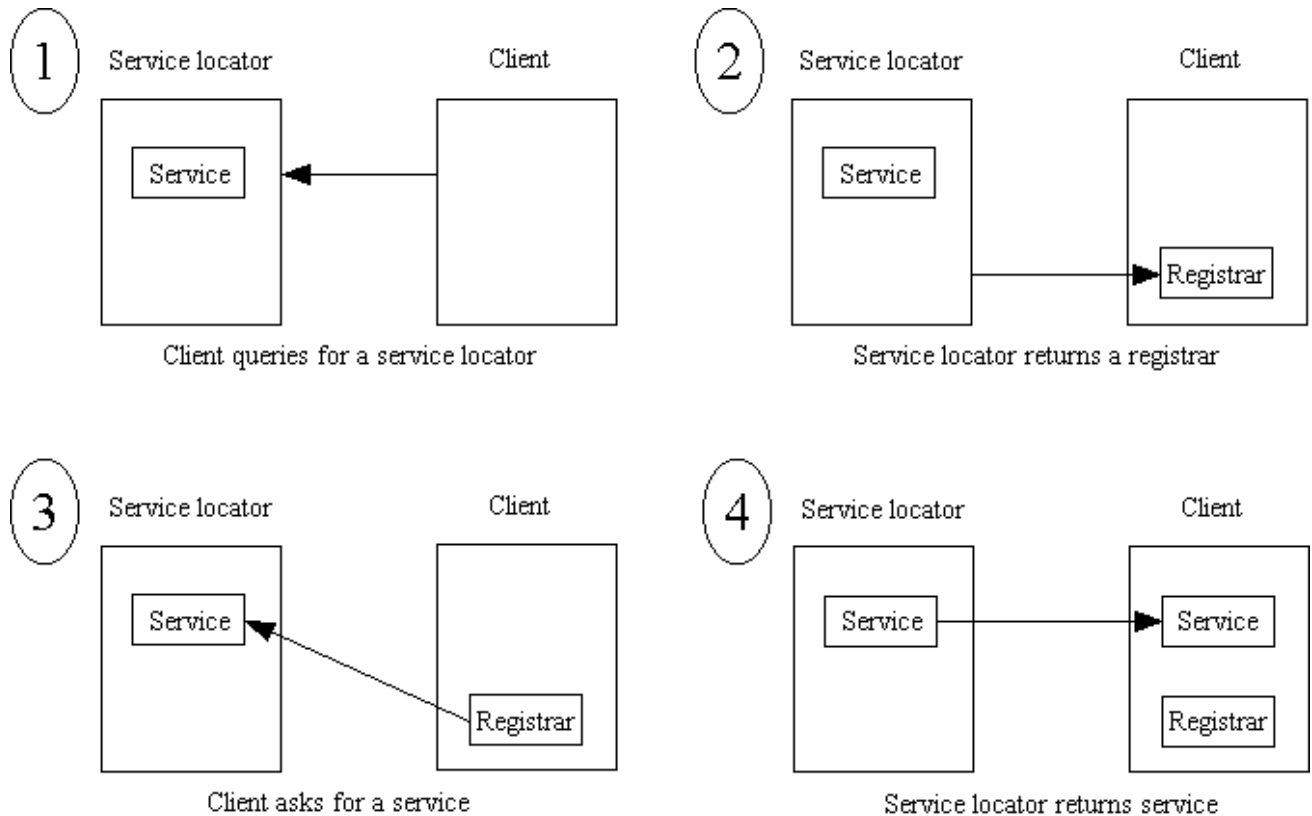 1
Service locator
Client
Service
Client queries for a service locator
2
Service locator
Client
Service
Registrar
Service locator returns a registrar
3
Service locator
Client
Service
Registrar
Client asks for a service
4
Service locator
Client
Service
Service
Registrar
Service locator returns service